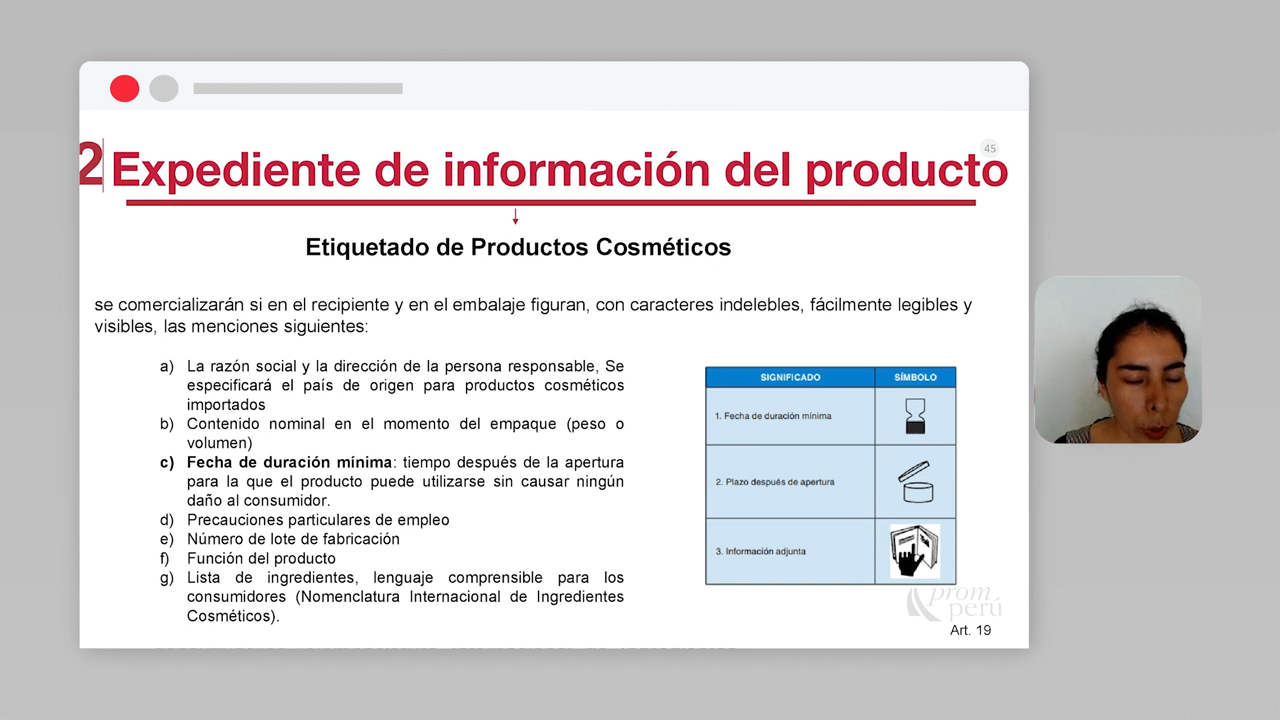 45
2 Expediente de información del producto
Etiquetado de Productos Cosméticos
se comercializarán si en el recipiente y en el embalaje figuran, con caracteres indelebles, fácilmente legibles y
visibles, las menciones siguientes:
a) La razón social y la dirección de la persona responsable, Se
especificará el país de origen para productos cosméticos
importados
b) Contenido nominal en el momento del empaque (peso o
volumen)
c) Fecha de duración mínima: tiempo después de la apertura
para la que el producto puede utilizarse sin causar ningún
daño al consumidor.
d) Precauciones particulares de empleo
e) Número de lote de fabricación
f) Función del producto
g) Lista de ingredientes, lenguaje comprensible para los
consumidores (Nomenclatura Internacional de Ingredientes
Cosméticos).
SIGNIFICADO SÍMBOLO
1. Fecha de duración mínima
2. Plazo después de apertura
3. Información adjunta
prom
perú
Art. 19